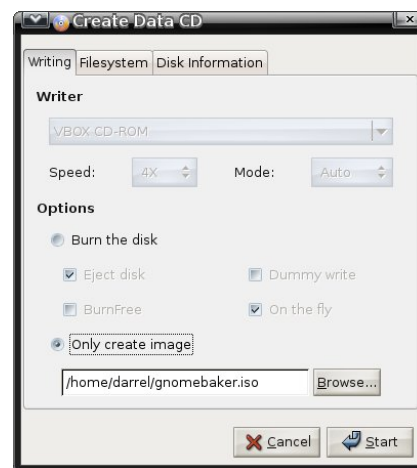 Create Data CD
Writing Filesystem Disk Information
Writer
VBOX CD-ROM
Speed: 4X Mode: Auto
Options
Burn the disk
Eject disk Dummy write
BurnFree On the fly
Only create image
/home/darrel/gnomebaker.iso Browse...
Cancel Start